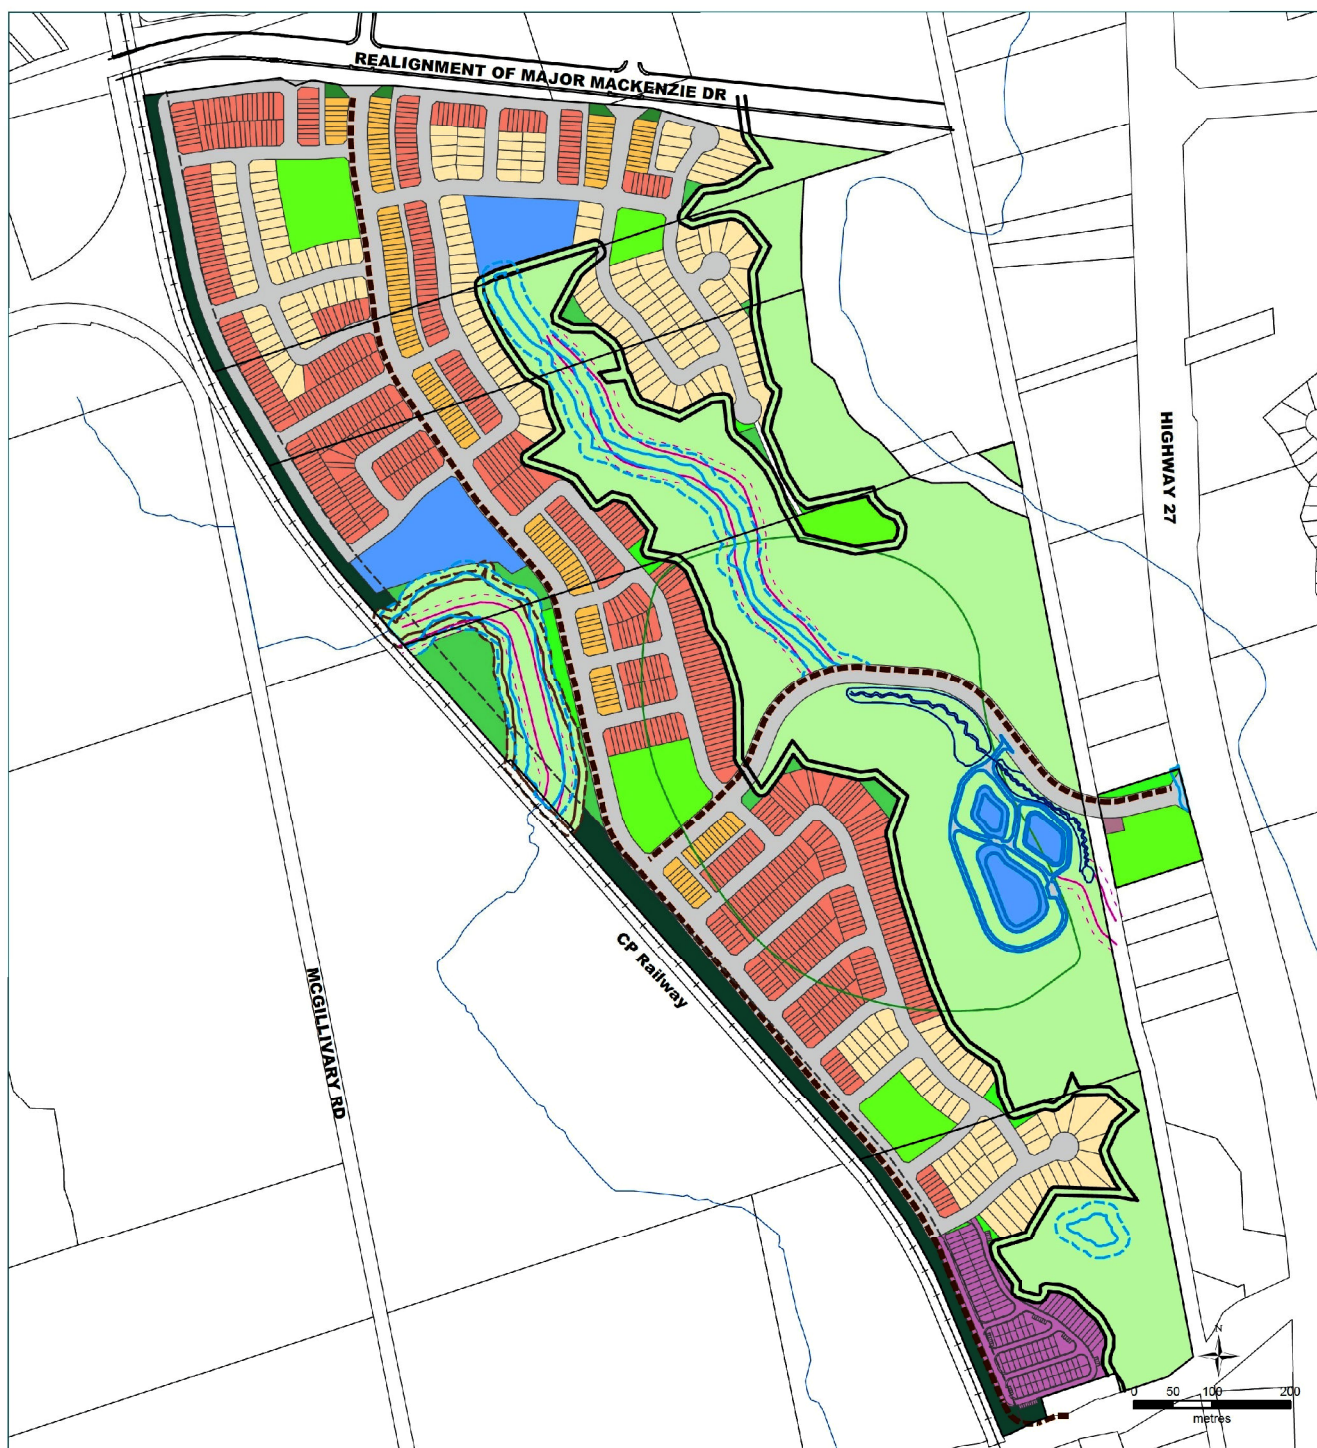 REALIGNMENT OF MAJOR MACKENZIE DR
HIGHWAY 27
CP Railway
MCGILLIVARY RD
N
0 50 100 200
metres